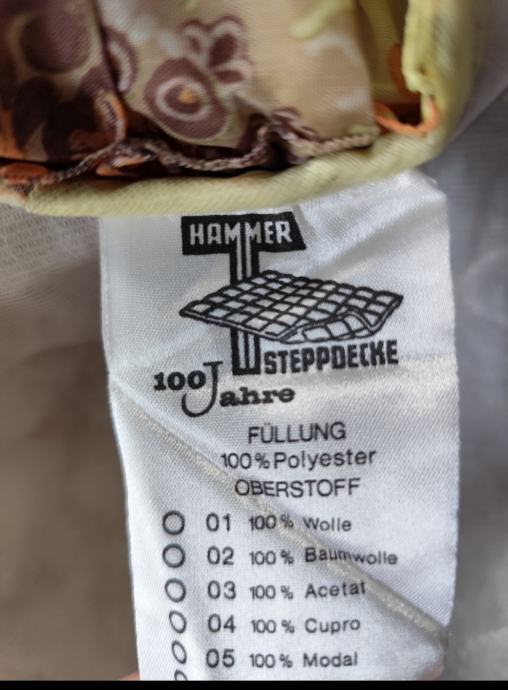 HAMMER
STEPPDECKE
100 Jahre
FÜLLUNG
100% Polyester
OBERSTOFF
01 100% Wolle
02 100% Baumwolle
03 100% Acetat
04 100% Cupro
05 100% Modal